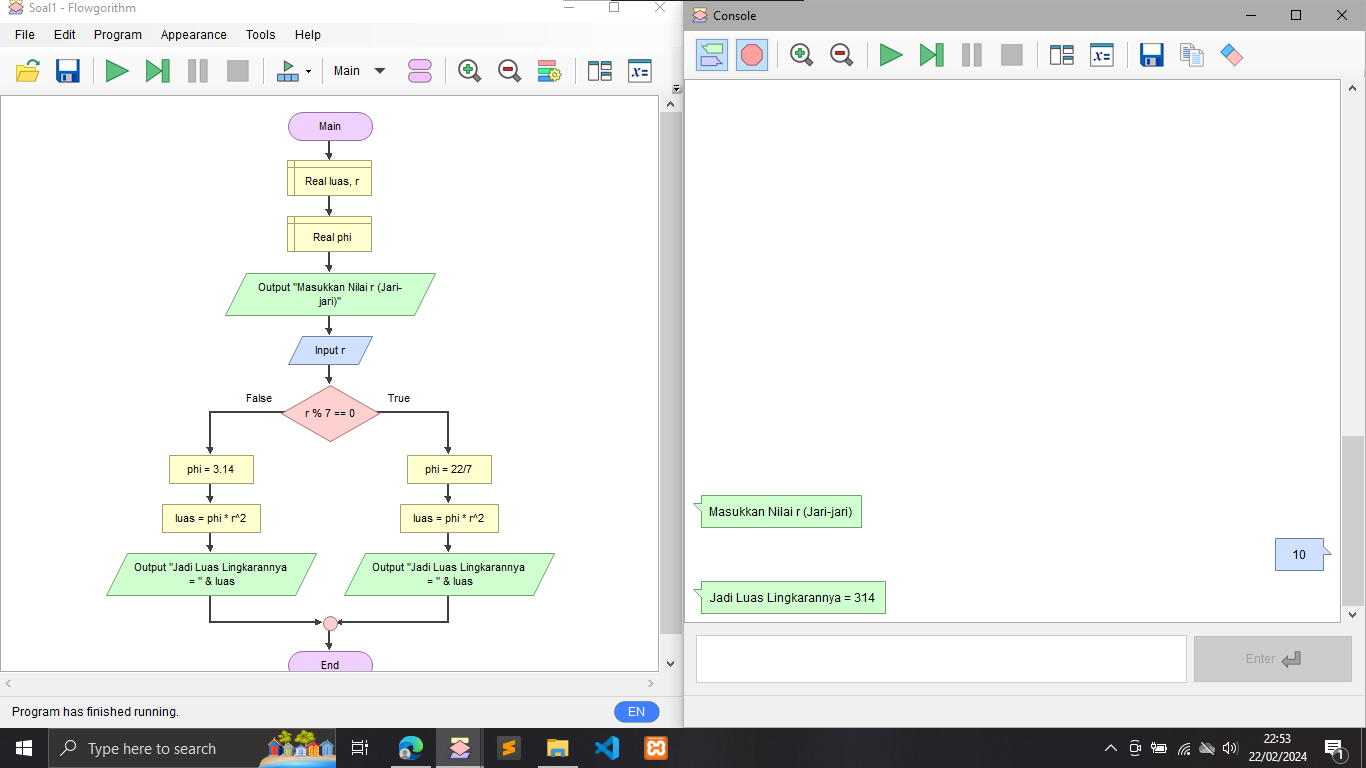 Soal1 - Flowgorithm
File Edit Program Appearance Tools Help
Main
x=
Main
Real luas, r
Real phi
Output "Masukkan Nilai r (Jari-
jari)"
Input r
False
True
r % 7 == 0
phi = 3.14
phi = 22/7
luas = phi * r^2
luas = phi * r^2
Output "Jadi Luas Lingkarannya
= " & luas
Output "Jadi Luas Lingkarannya
= " & luas
End
Program has finished running.
EN
Console
x=
Masukkan Nilai r (Jari-jari)
10
Jadi Luas Lingkarannya = 314
Enter
Type here to search
22:53
22/02/2024
1